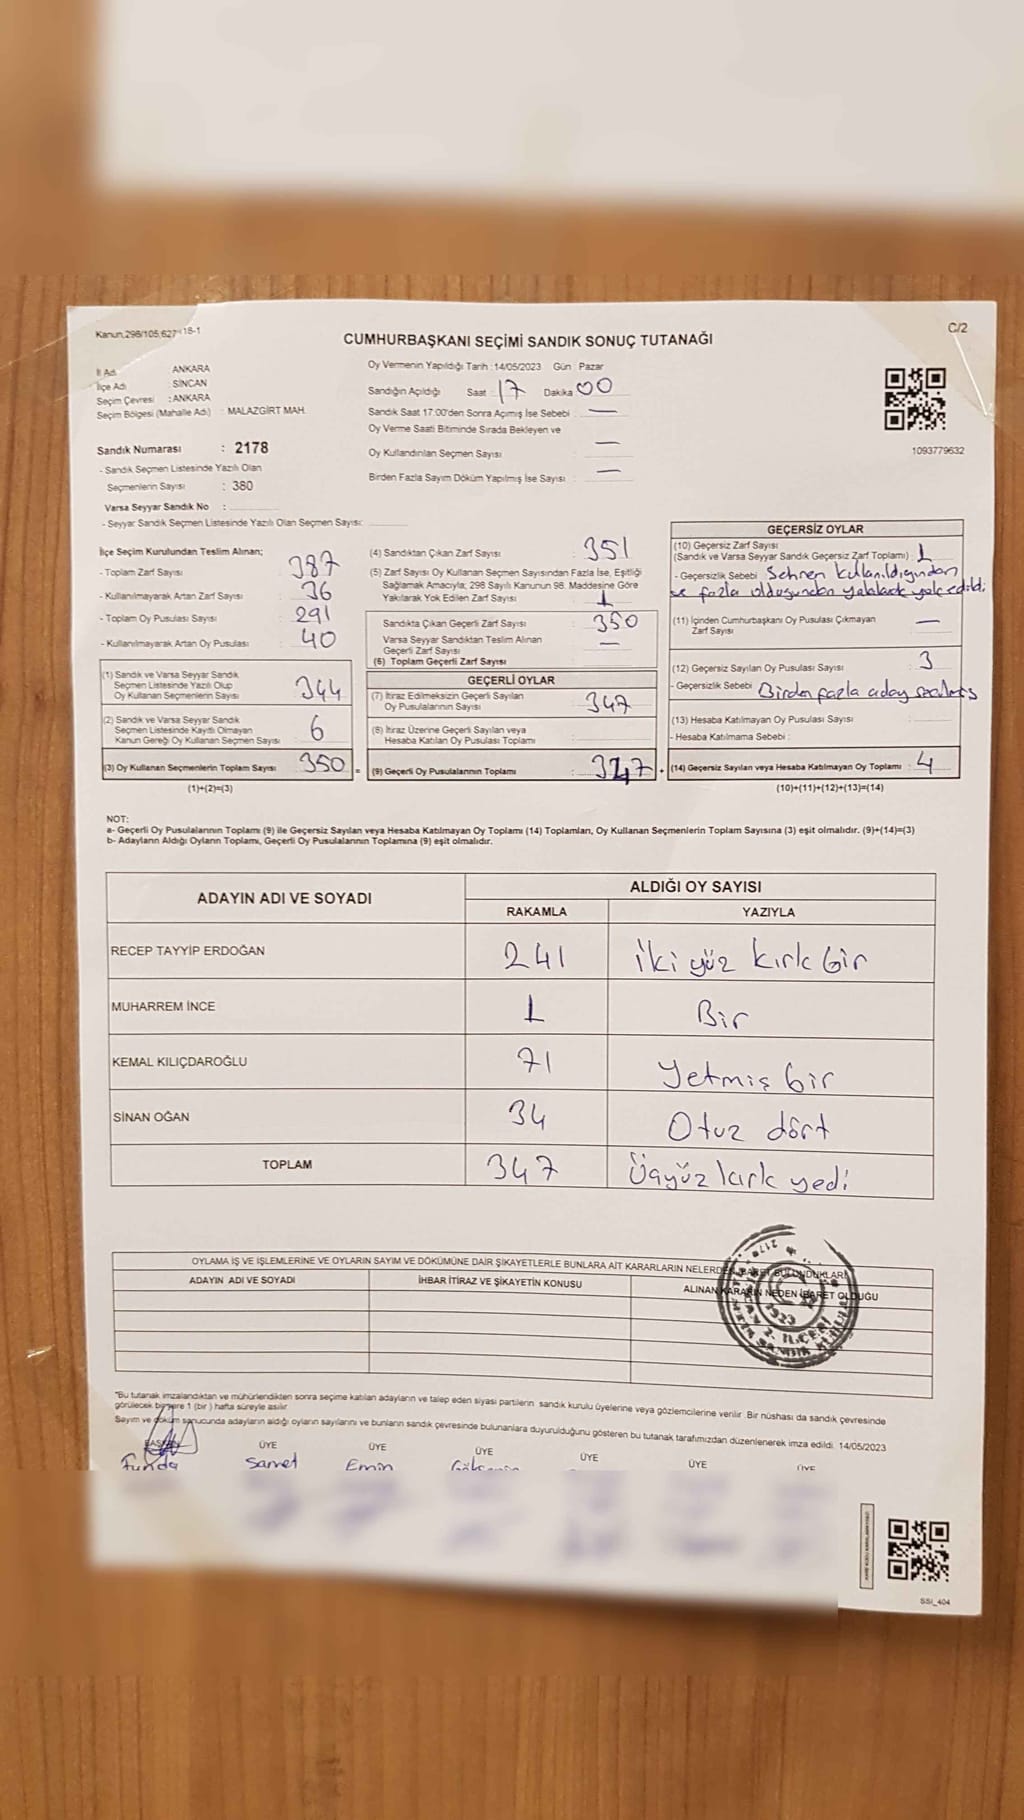 Kanun.298/105,627 118-1
C/2
CUMHURBAŞKANI SEÇİMİ SANDIK SONUÇ TUTANAĞI
İl Adı : ANKARA
İlçe Adı : SİNCAN
Seçim Çevresi : ANKARA
Seçim Bölgesi (Mahalle Adı) : MALAZGİRT MAH.
Sandık Numarası : 2178
- Sandık Seçmen Listesinde Yazılı Olan
Seçmenlerin Sayısı : 380
Varsa Seyyar Sandık No :
- Seyyar Sandık Seçmen Listesinde Yazılı Olan Seçmen Sayısı:
Oy Vermenin Yapıldığı Tarih :14/05/2023 Gün : Pazar
Sandığın Açıldığı Saat : 17 Dakika : 00
Sandık Saat 17:00'den Sonra Açımış İse Sebebi : —
Oy Verme Saati Bitiminde Sırada Bekleyen ve
Oy Kullandırılan Seçmen Sayısı : —
Birden Fazla Sayım Döküm Yapılmış İse Sayısı : —
1093779632
İlçe Seçim Kurulundan Teslim Alınan;
- Toplam Zarf Sayısı : 387
- Kullanılmayarak Artan Zarf Sayısı : 36
- Toplam Oy Pusulası Sayısı : 291
- Kullanılmayarak Artan Oy Pusulası : 40
(1) Sandık ve Varsa Seyyar Sandık
Seçmen Listesinde Yazılı Olup
Oy Kullanan Seçmenlerin Sayısı : 344
(2) Sandık ve Varsa Seyyar Sandık
Seçmen Listesinde Kayıtlı Olmayan
Kanun Gereği Oy Kullanan Seçmen Sayısı : 6
(3) Oy Kullanan Seçmenlerin Toplam Sayısı : 350
(1)+(2)=(3)
(4) Sandıktan Çıkan Zarf Sayısı : 351
(5) Zarf Sayısı Oy Kullanan Seçmen Sayısından Fazla İse, Eşitliği
Sağlamak Amacıyla; 298 Sayılı Kanunun 98. Maddesine Göre
Yakılarak Yok Edilen Zarf Sayısı : 1
Sandıkta Çıkan Geçerli Zarf Sayısı : 350
Varsa Seyyar Sandıktan Teslim Alınan
Geçerli Zarf Sayısı : —
(6) Toplam Geçerli Zarf Sayısı
GEÇERLİ OYLAR
(7) İtiraz Edilmeksizin Geçerli Sayılan
Oy Pusulalarının Sayısı : 347
(8) İtiraz Üzerine Geçerli Sayılan veya
Hesaba Katılan Oy Pusulası Toplamı :
= (9) Geçerli Oy Pusulalarının Toplamı : 347 +
GEÇERSİZ OYLAR
(10) Geçersiz Zarf Sayısı
(Sandık ve Varsa Seyyar Sandık Geçersiz Zarf Toplamı) : 1
- Geçersizlik Sebebi : Sehven kullanıldığından
ve fazla olduğundan yakılarak yok edildi
(11) İçinden Cumhurbaşkanı Oy Pusulası Çıkmayan
Zarf Sayısı : —
(12) Geçersiz Sayılan Oy Pusulası Sayısı : 3
- Geçersizlik Sebebi : Birden fazla aday
(13) Hesaba Katılmayan Oy Pusulası Sayısı :
- Hesaba Katılmama Sebebi :
(14) Geçersiz Sayılan veya Hesaba Katılmayan Oy Toplamı : 4
(10)+(11)+(12)+(13)=(14)
NOT:
a- Geçerli Oy Pusulalarının Toplamı (9) ile Geçersiz Sayılan veya Hesaba Katılmayan Oy Toplamı (14) Toplamları, Oy Kullanan Seçmenlerin Toplam Sayısına (3) eşit olmalıdır. (9)+(14)=(3)
b- Adayların Aldığı Oyların Toplamı, Geçerli Oy Pusulalarının Toplamına (9) eşit olmalıdır.
ADAYIN ADI VE SOYADI ALDIĞI OY SAYISI
RAKAMLA YAZIYLA
RECEP TAYYİP ERDOĞAN 241 iki yüz kırk bir
MUHARREM İNCE 1 Bir
KEMAL KILIÇDAROĞLU 71 Yetmiş bir
SİNAN OĞAN 34 Otuz dört
TOPLAM 347 Üçyüz kırk yedi
OYLAMA İŞ VE İŞLEMLERİNE VE OYLARIN SAYIM VE DÖKÜMÜNE DAİR ŞİKAYETLERLE BUNLARA AİT KARARLARIN NELERDEN İBARET BULUNDUKLARI
ADAYIN ADI VE SOYADI İHBAR İTİRAZ VE ŞİKAYETİN KONUSU ALINAN KARARIN NEDEN İBARET OLDUĞU
*Bu tutanak imzalandıktan ve mühürlendikten sonra seçime katılan adayların ve talep eden siyasi partilerin sandık kurulu üyelerine veya gözlemcilerine verilir. Bir nüshası da sandık çevresinde
görülecek bir yere 1 (bir) hafta süreyle asılır.
Sayım ve döküm sonucunda adayların aldığı oyların sayılarını ve bunların sandık çevresinde bulunanlara duyurulduğunu gösteren bu tutanak tarafımızdan düzenlenerek imza edildi. 14/05/2023
BAŞKAN ÜYE ÜYE ÜYE ÜYE ÜYE ÜYE
Funda Samet Emin
SSI_404